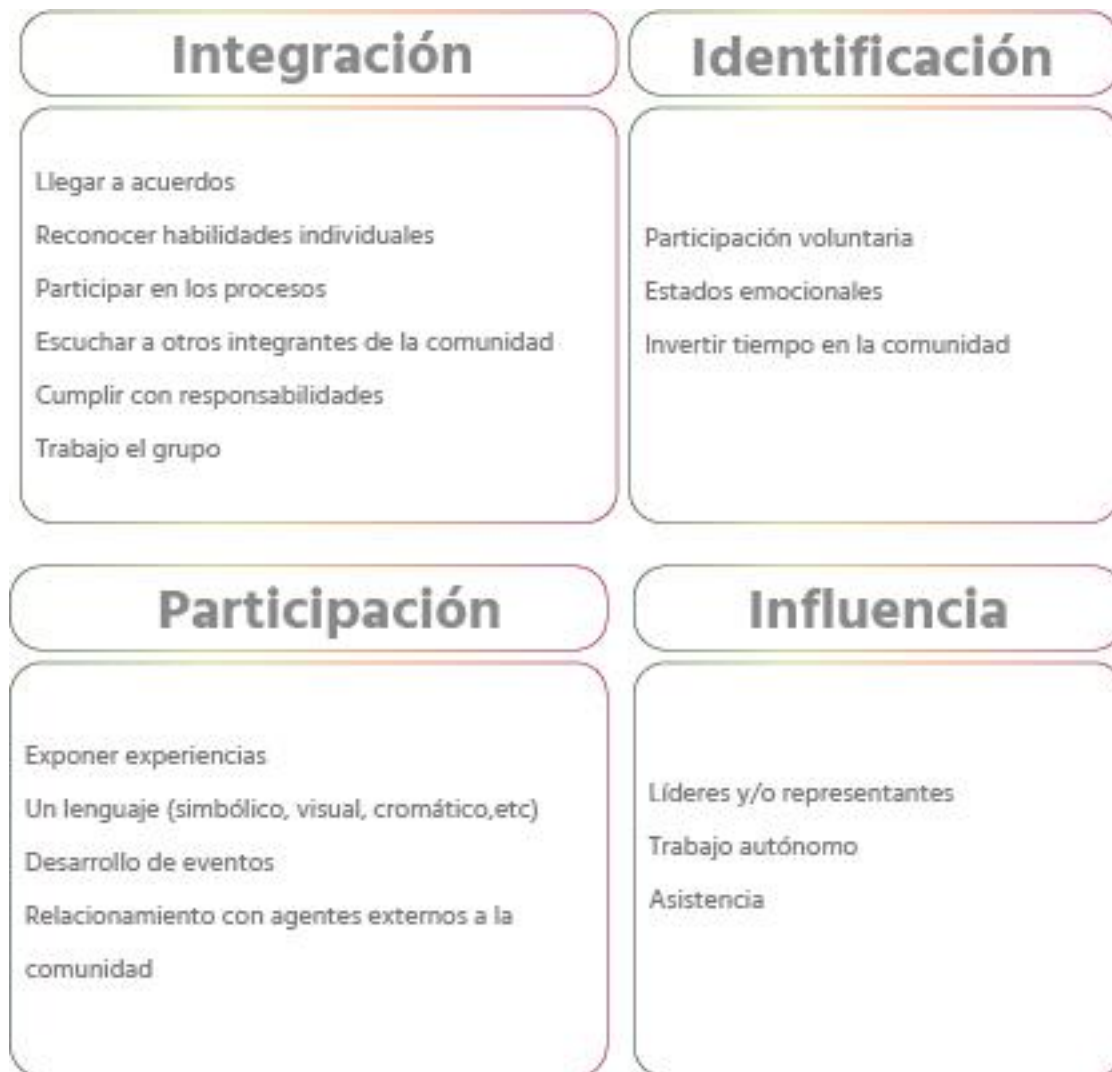 Integración
Llegar a acuerdos
Reconocer habilidades individuales
Participar en los procesos
Escuchar a otros integrantes de la comunidad
Cumplir con responsabilidades
Trabajo el grupo
Identificación
Participación voluntaria
Estados emocionales
Invertir tiempo en la comunidad
Participación
Exponer experiencias
Un lenguaje (simbólico, visual, cromático,etc)
Desarrollo de eventos
Relacionamiento con agentes externos a la
comunidad
Influencia
Líderes y/o representantes
Trabajo autónomo
Asistencia